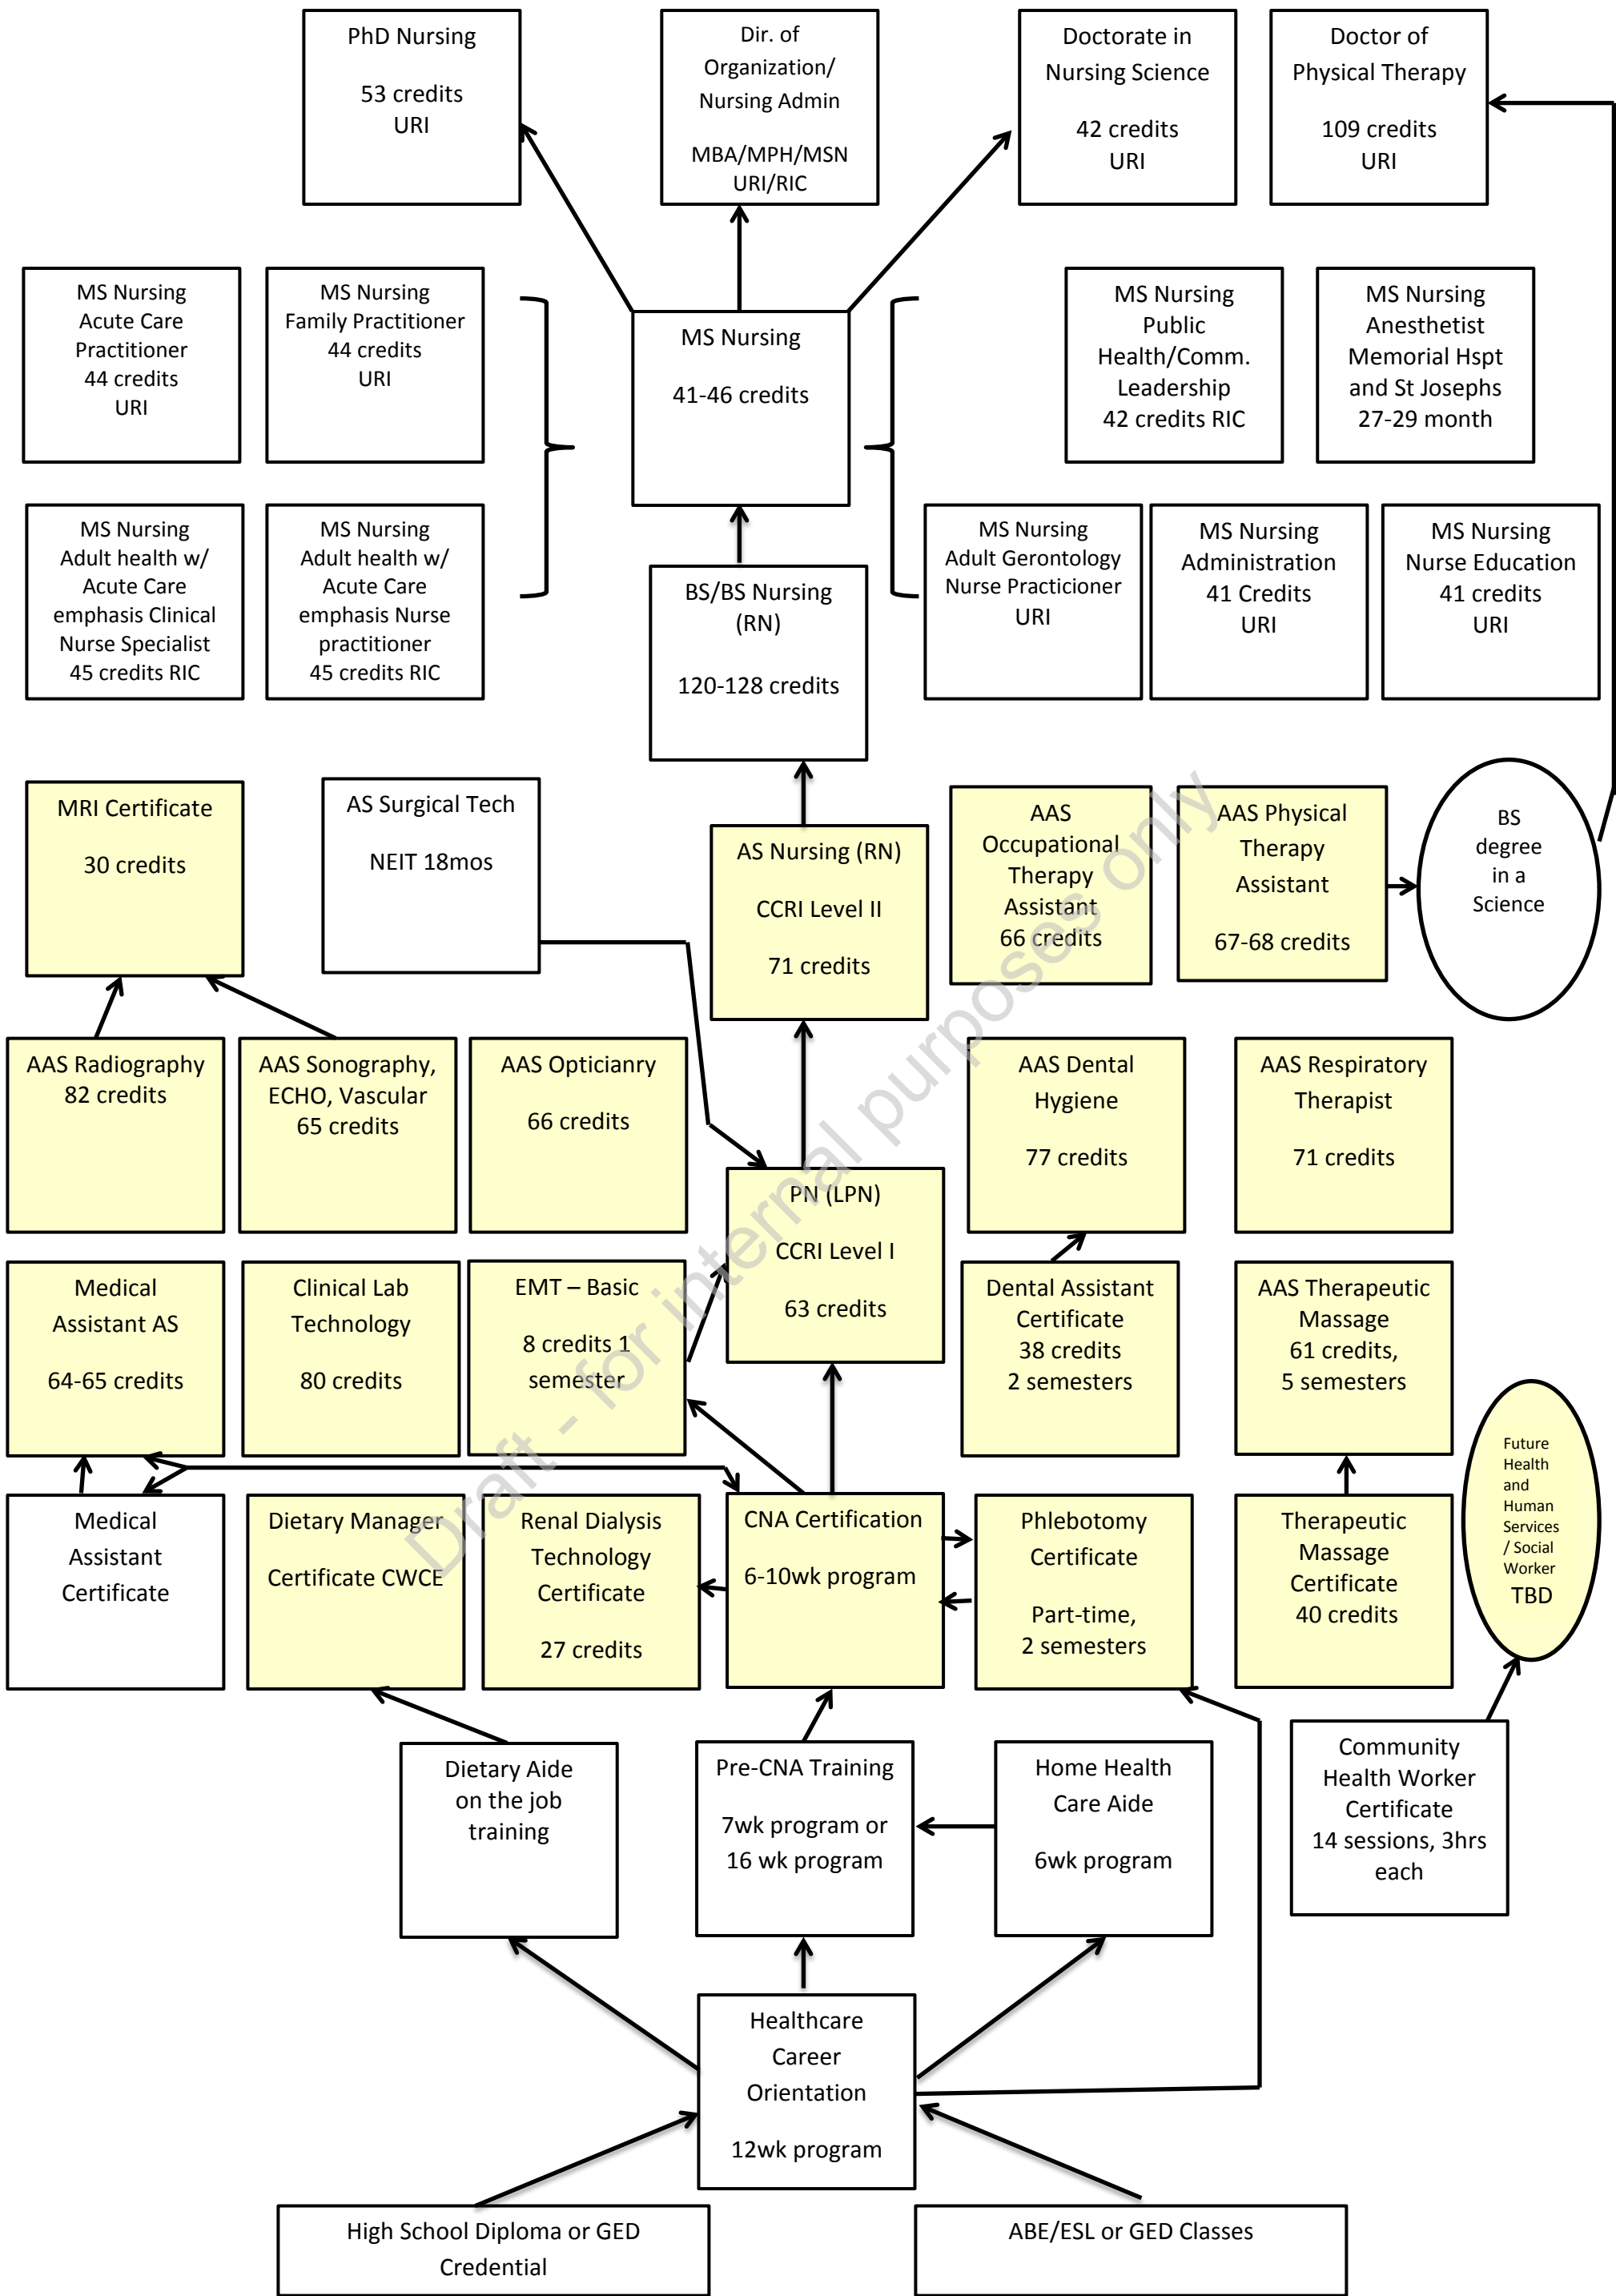 PhD Nursing
53 credits
URI
Dir. of
Organization/
Nursing Admin
MBA/MPH/MSN
URI/RIC
Doctorate in
Nursing Science
42 credits
URI
Doctor of
Physical Therapy
109 credits
URI
MS Nursing
Acute Care
Practitioner
44 credits
URI
MS Nursing
Family Practitioner
44 credits
URI
MS Nursing
41-46 credits
MS Nursing
Public
Health/Comm.
Leadership
42 credits RIC
MS Nursing
Anesthetist
Memorial Hspt
and St Josephs
27-29 month
MS Nursing
Adult health w/
Acute Care
emphasis Clinical
Nurse Specialist
45 credits RIC
MS Nursing
Adult health w/
Acute Care
emphasis Nurse
practitioner
45 credits RIC
BS/BS Nursing
(RN)
120-128 credits
MS Nursing
Adult Gerontology
Nurse Practicioner
URI
MS Nursing
Administration
41 Credits
URI
MS Nursing
Nurse Education
41 credits
URI
MRI Certificate
30 credits
AS Surgical Tech
NEIT 18mos
AS Nursing (RN)
CCRI Level II
71 credits
AAS
Occupational
Therapy
Assistant
66 credits
AAS Physical
Therapy
Assistant
67-68 credits
BS
degree
in a
Science
AAS Radiography
82 credits
AAS Sonography,
ECHO, Vascular
65 credits
AAS Opticianry
66 credits
PN (LPN)
CCRI Level I
63 credits
AAS Dental
Hygiene
77 credits
AAS Respiratory
Therapist
71 credits
Medical
Assistant AS
64-65 credits
Clinical Lab
Technology
80 credits
EMT – Basic
8 credits 1
semester
Dental Assistant
Certificate
38 credits
2 semesters
AAS Therapeutic
Massage
61 credits,
5 semesters
Future
Health
and
Human
Services
/ Social
Worker
TBD
Medical
Assistant
Certificate
Dietary Manager
Certificate CWCE
Renal Dialysis
Technology
Certificate
27 credits
CNA Certification
6-10wk program
Phlebotomy
Certificate
Part-time,
2 semesters
Therapeutic
Massage
Certificate
40 credits
Dietary Aide
on the job
training
Pre-CNA Training
7wk program or
16 wk program
Home Health
Care Aide
6wk program
Community
Health Worker
Certificate
14 sessions, 3hrs
each
Healthcare
Career
Orientation
12wk program
High School Diploma or GED
Credential
ABE/ESL or GED Classes
Draft - for internal purposes only